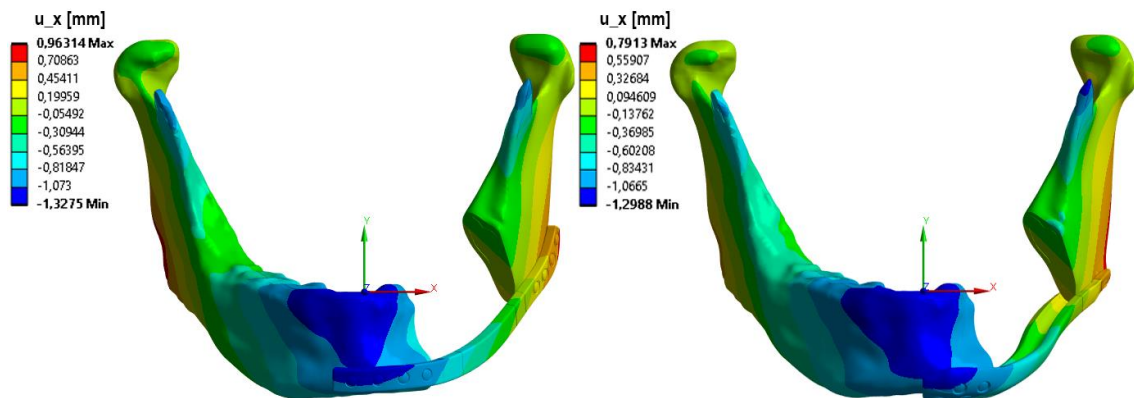 u_x [mm]
0,96314 Max
0,70863
0,45411
0,19959
-0,05492
-0,30944
-0,56395
-0,81847
-1,073
-1,3275 Min
Y
Z
X
u_x [mm]
0,7913 Max
0,55907
0,32684
0,094609
-0,13762
-0,36985
-0,60208
-0,83431
-1,0665
-1,2988 Min
Y
Z
X